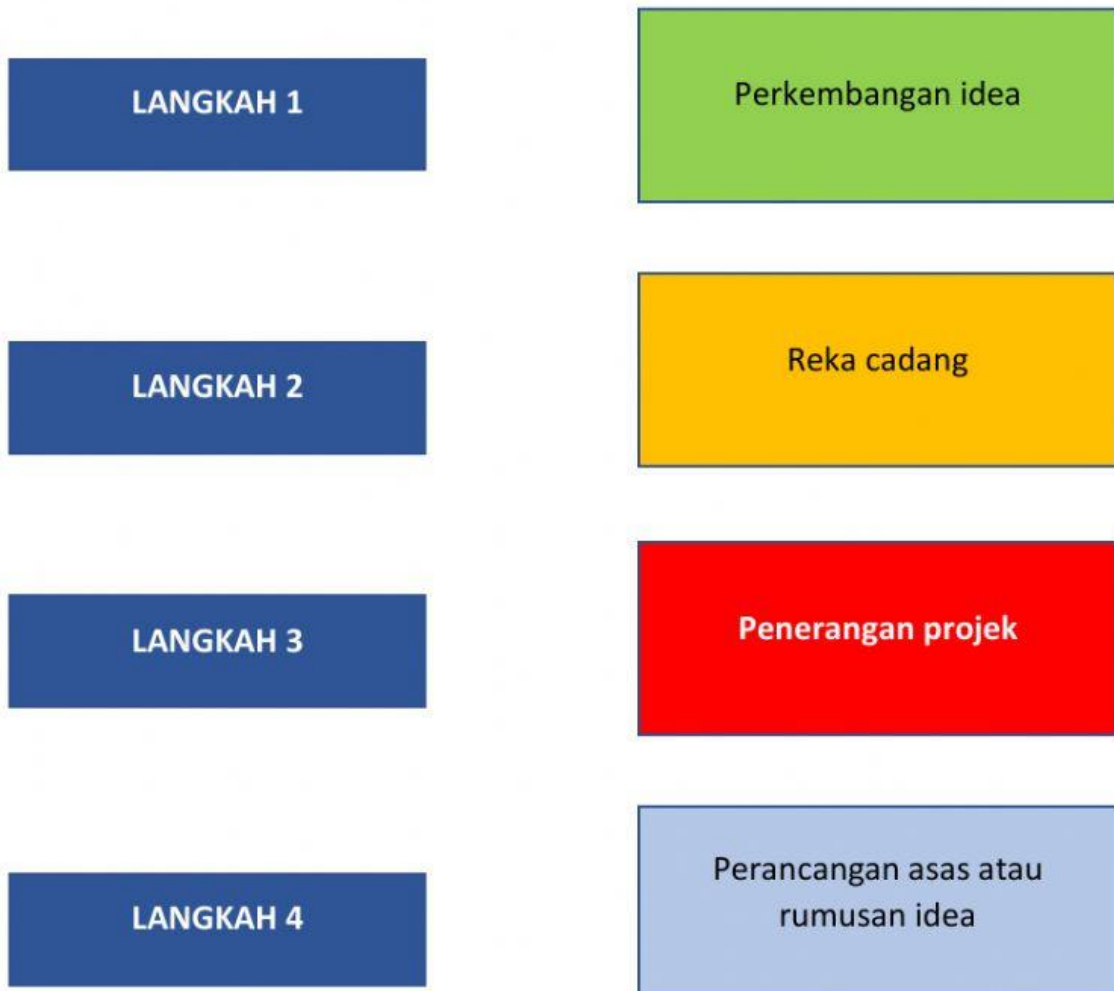 LANGKAH 1
Perkembangan idea
LANGKAH 2
Reka cadang
LANGKAH 3
Penerangan projek
LANGKAH 4
Perancangan asas atau
rumusan idea